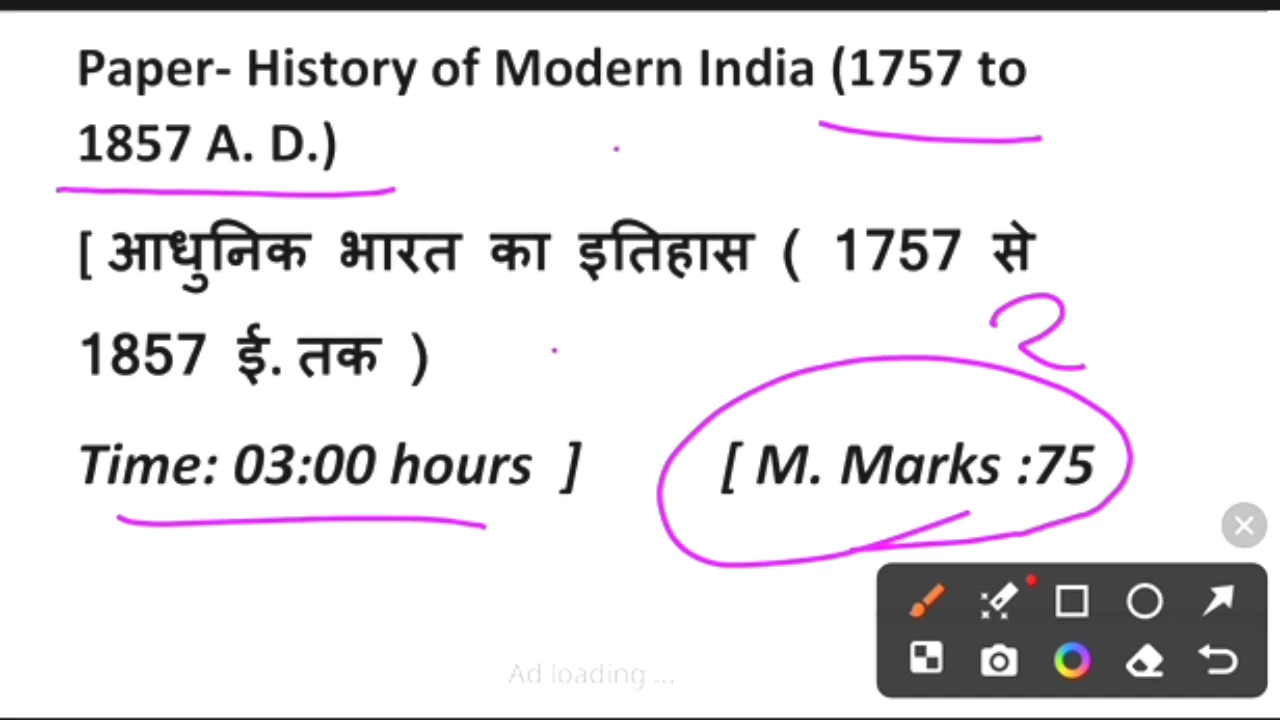 Paper- History of Modern India (1757 to
1857 A. D.)
[ आधुनिक भारत का इतिहास ( 1757 से
1857 ई. तक )
2
Time: 03:00 hours ] [ M. Marks :75
Ad loading ...